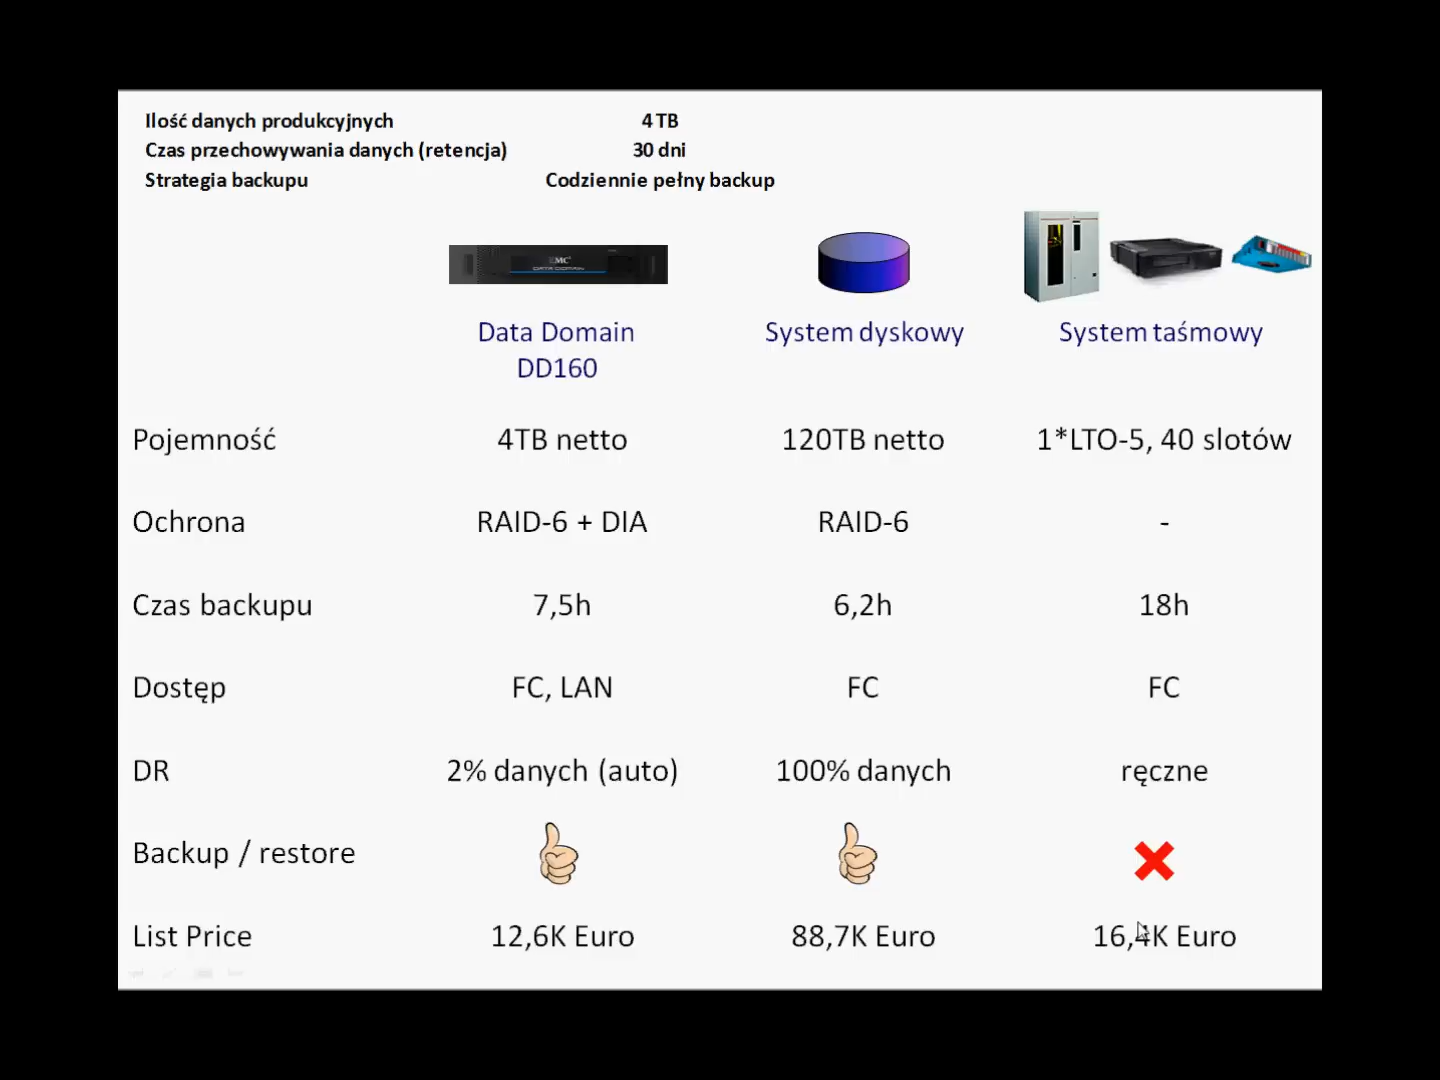 Ilość danych produkcyjnych 4 TB
Czas przechowywania danych (retencja) 30 dni
Strategia backupu Codziennie pełny backup
EMC²
DATA DOMAIN
Data Domain System dyskowy System taśmowy
DD160
Pojemność 4TB netto 120TB netto 1*LTO-5, 40 slotów
Ochrona RAID-6 + DIA RAID-6 -
Czas backupu 7,5h 6,2h 18h
Dostęp FC, LAN FC FC
DR 2% danych (auto) 100% danych ręczne
Backup / restore
List Price 12,6K Euro 88,7K Euro 16,4K Euro